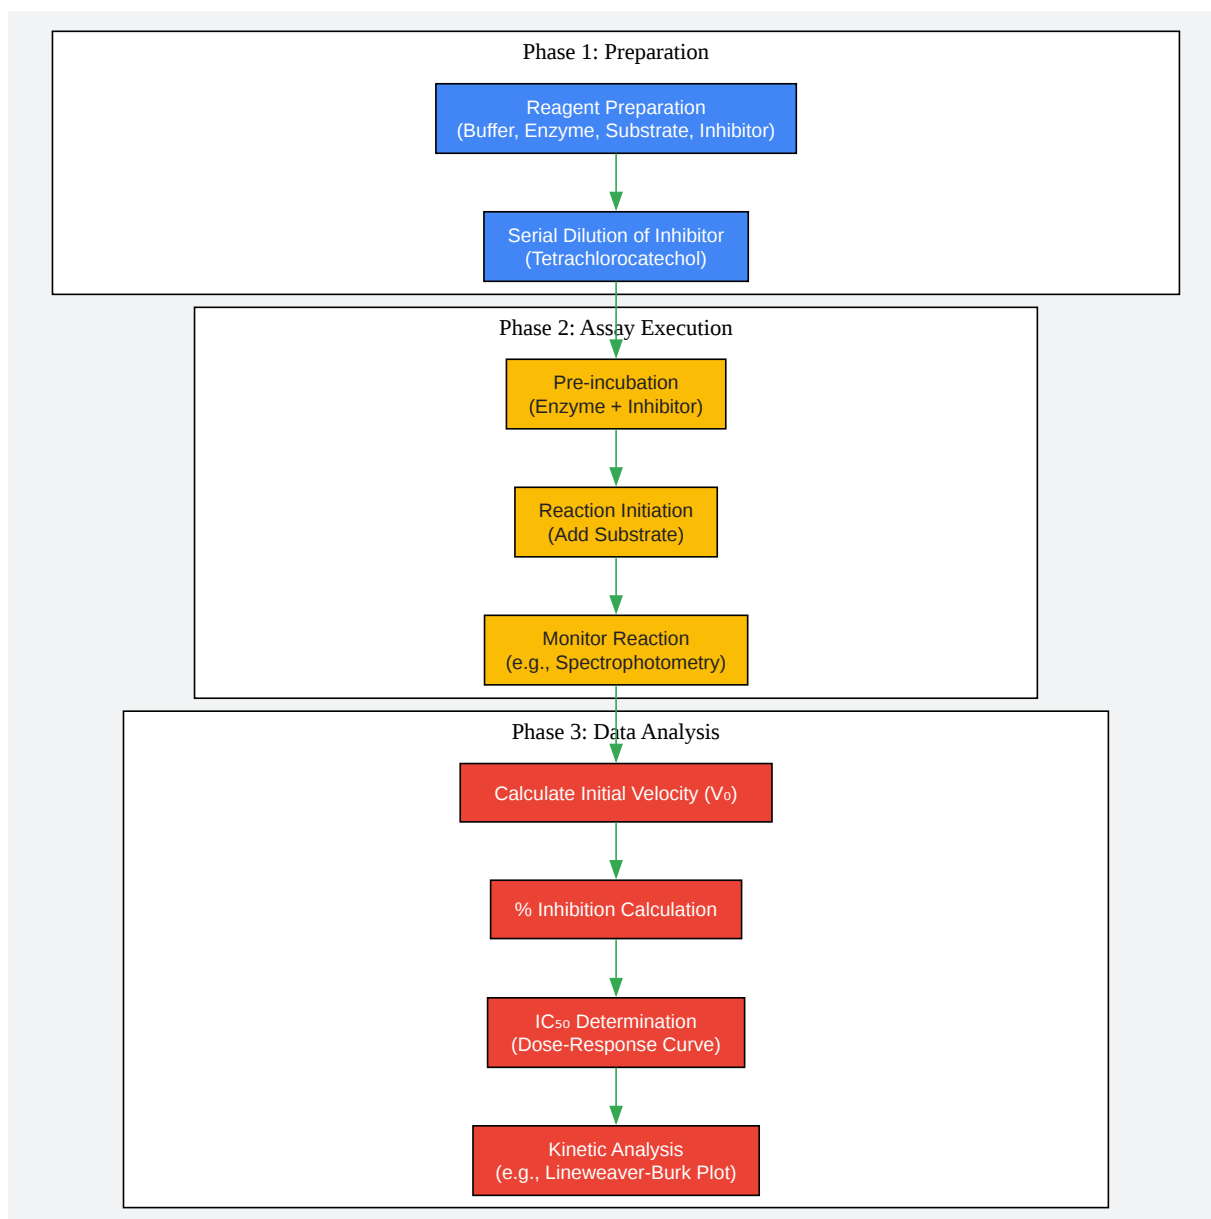 Phase 1: Preparation
Reagent Preparation
(Buffer, Enzyme, Substrate, Inhibitor)
Serial Dilution of Inhibitor
(Tetrachlorocatechol)
Phase 2: Assay Execution
Pre-incubation
(Enzyme + Inhibitor)
Reaction Initiation
(Add Substrate)
Monitor Reaction
(e.g., Spectrophotometry)
Phase 3: Data Analysis
Calculate Initial Velocity (V₀)
% Inhibition Calculation
IC₅₀ Determination
(Dose-Response Curve)
Kinetic Analysis
(e.g., Lineweaver-Burk Plot)